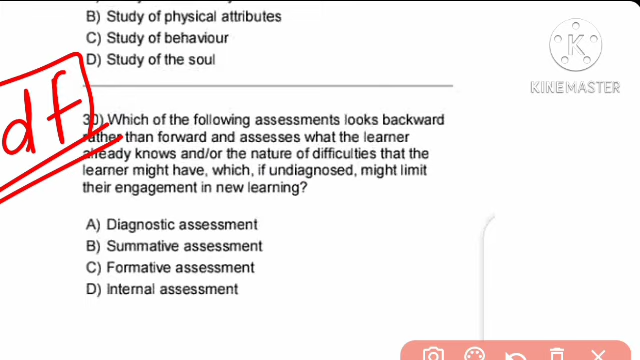 B) Study of physical attributes
C) Study of behaviour
D) Study of the soul
df
30) Which of the following assessments looks backward
rather than forward and assesses what the learner
already knows and/or the nature of difficulties that the
learner might have, which, if undiagnosed, might limit
their engagement in new learning?
A) Diagnostic assessment
B) Summative assessment
C) Formative assessment
D) Internal assessment
K
KINEMASTER